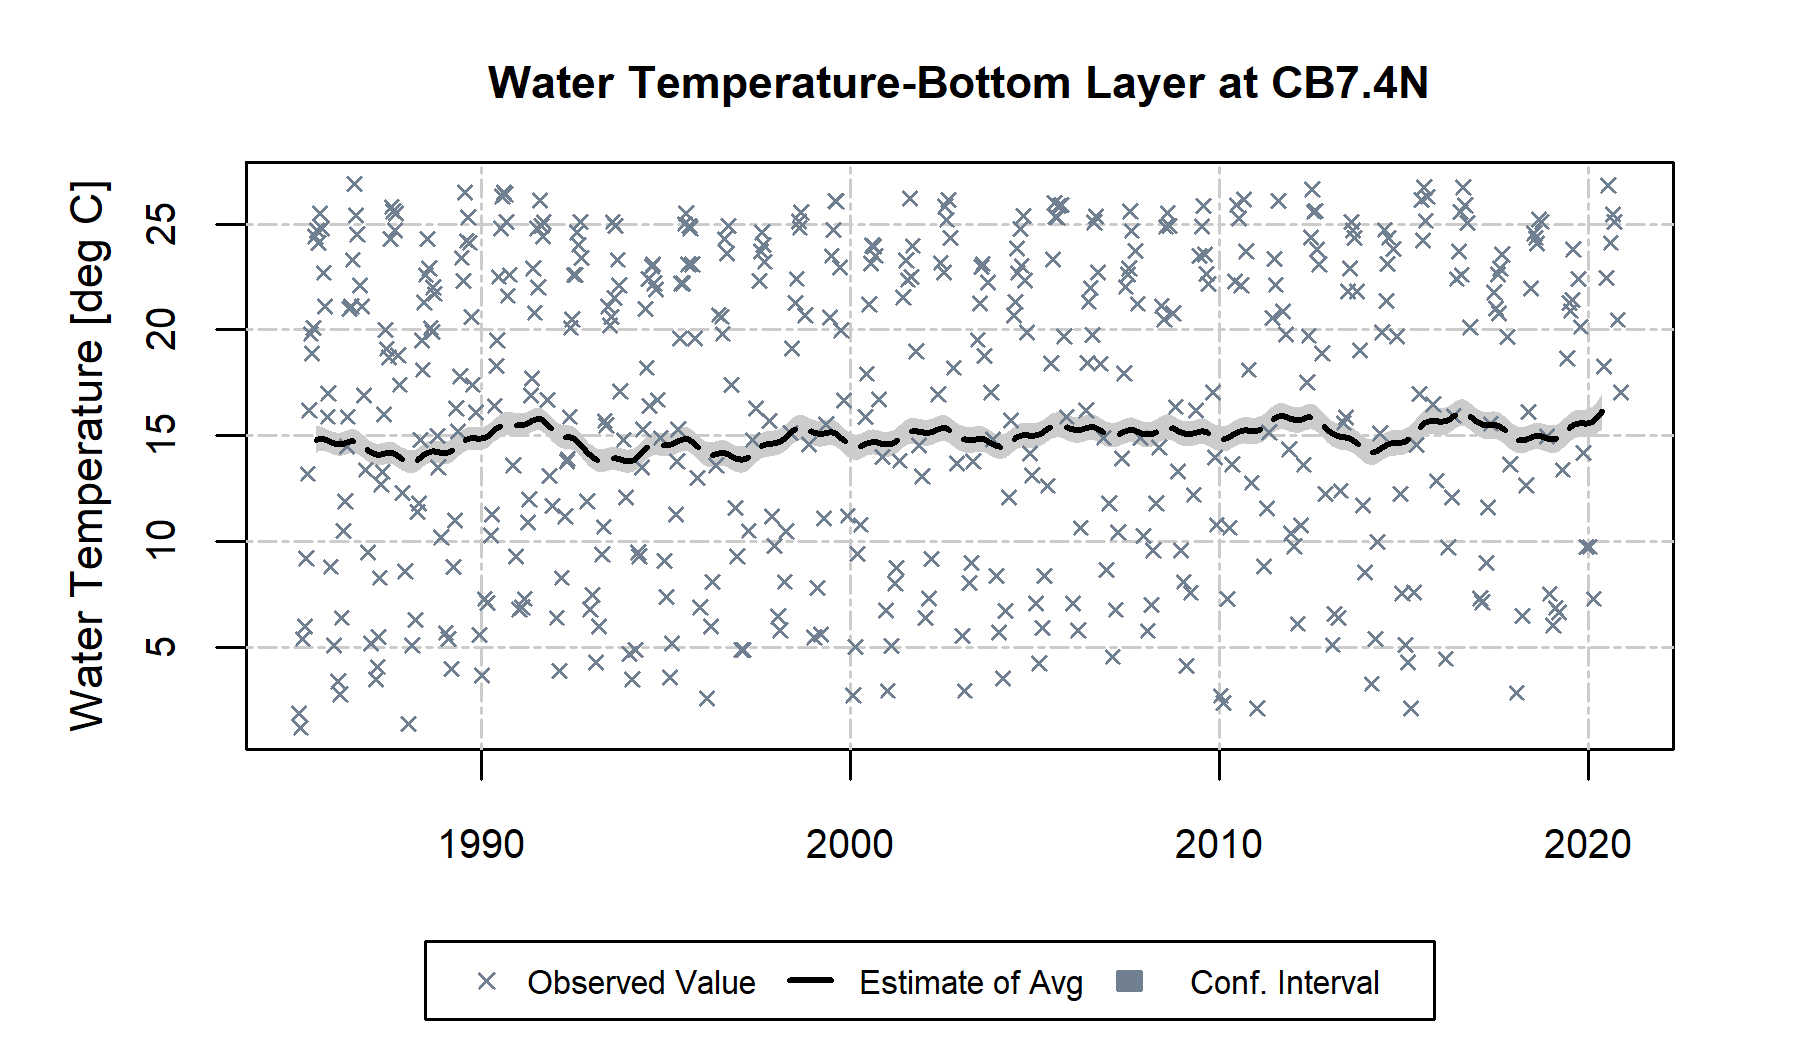 Water Temperature-Bottom Layer at CB7.4N
Water Temperature [deg C]
25
20
15
10
5
1990 2000 2010 2020
Observed Value Estimate of Avg Conf. Interval